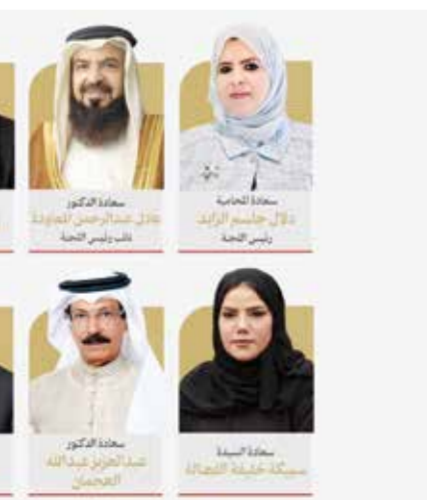 سعادة المحامية
دلال جاسم الزايد
رئيس اللجنة
سعادة الدكتور
عادل عبدالرحمن المعاودة
نائب رئيس اللجنة
سعادة السيدة
سبيكة خليفة الفضالة
سعادة الدكتور
عبدالعزيز عبدالله
العجمان